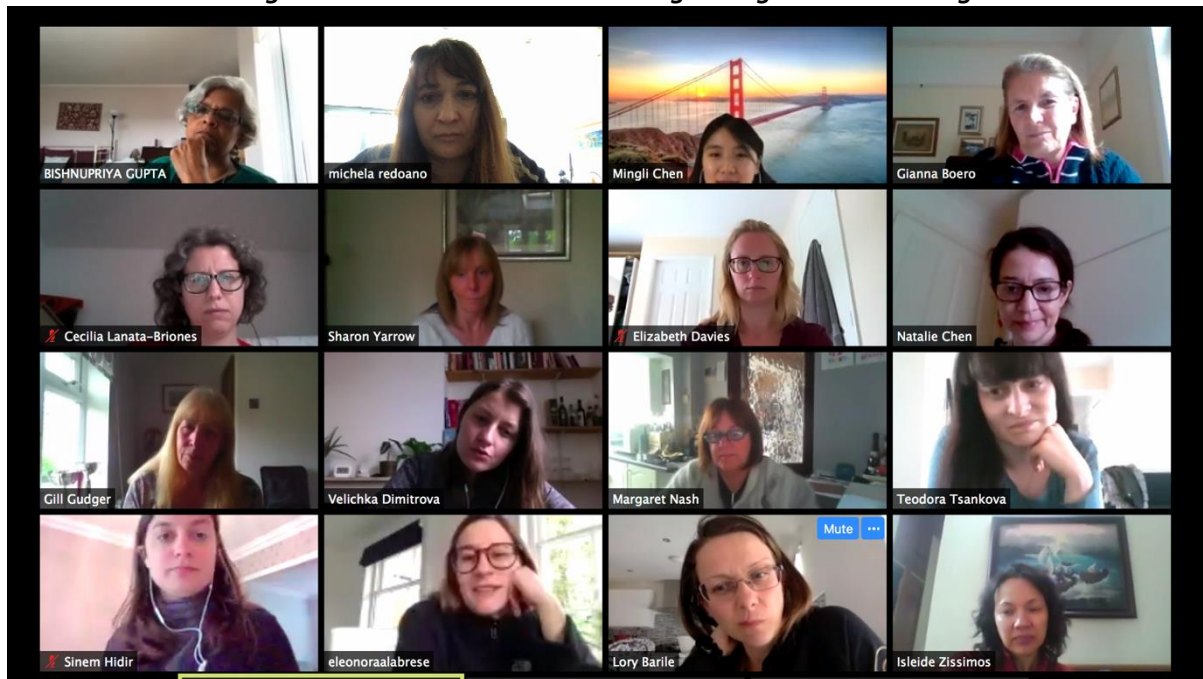 BISHNUPRIYA GUPTA
michela redoano
Mingli Chen
Gianna Boero
Cecilia Lanata-Briones
Sharon Yarrow
Elizabeth Davies
Natalie Chen
Gill Gudger
Velichka Dimitrova
Margaret Nash
Teodora Tsankova
Mute
Sinem Hidir
eleonoraalabrese
Lory Barile
Isleide Zissimos